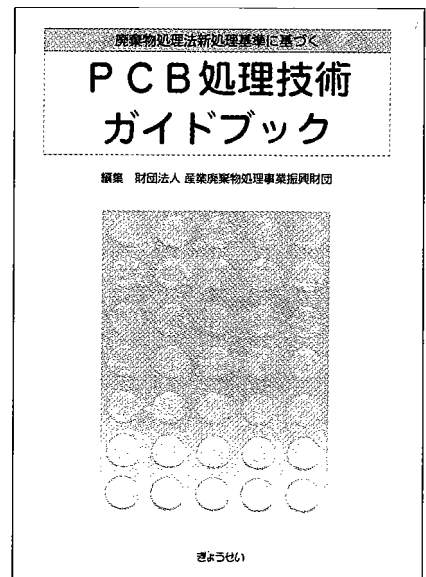 廃棄物処理法新処理基準に基づく
PCB処理技術
ガイドブック
編集 財団法人 産業廃棄物処理事業振興財団
ぎょうせい